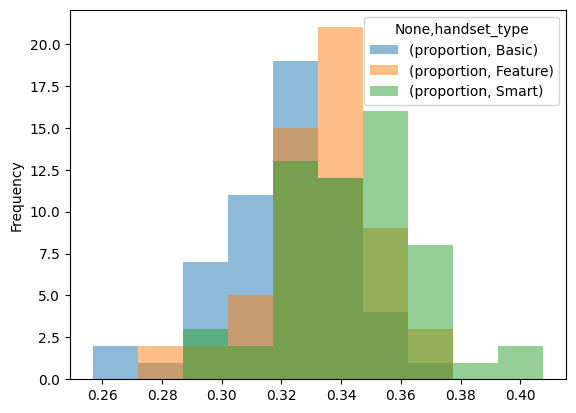 None,handset_type
(proportion, Basic)
(proportion, Feature)
(proportion, Smart)
Frequency
20.0
17.5
15.0
12.5
10.0
7.5
5.0
2.5
0.0
0.26 0.28 0.30 0.32 0.34 0.36 0.38 0.40